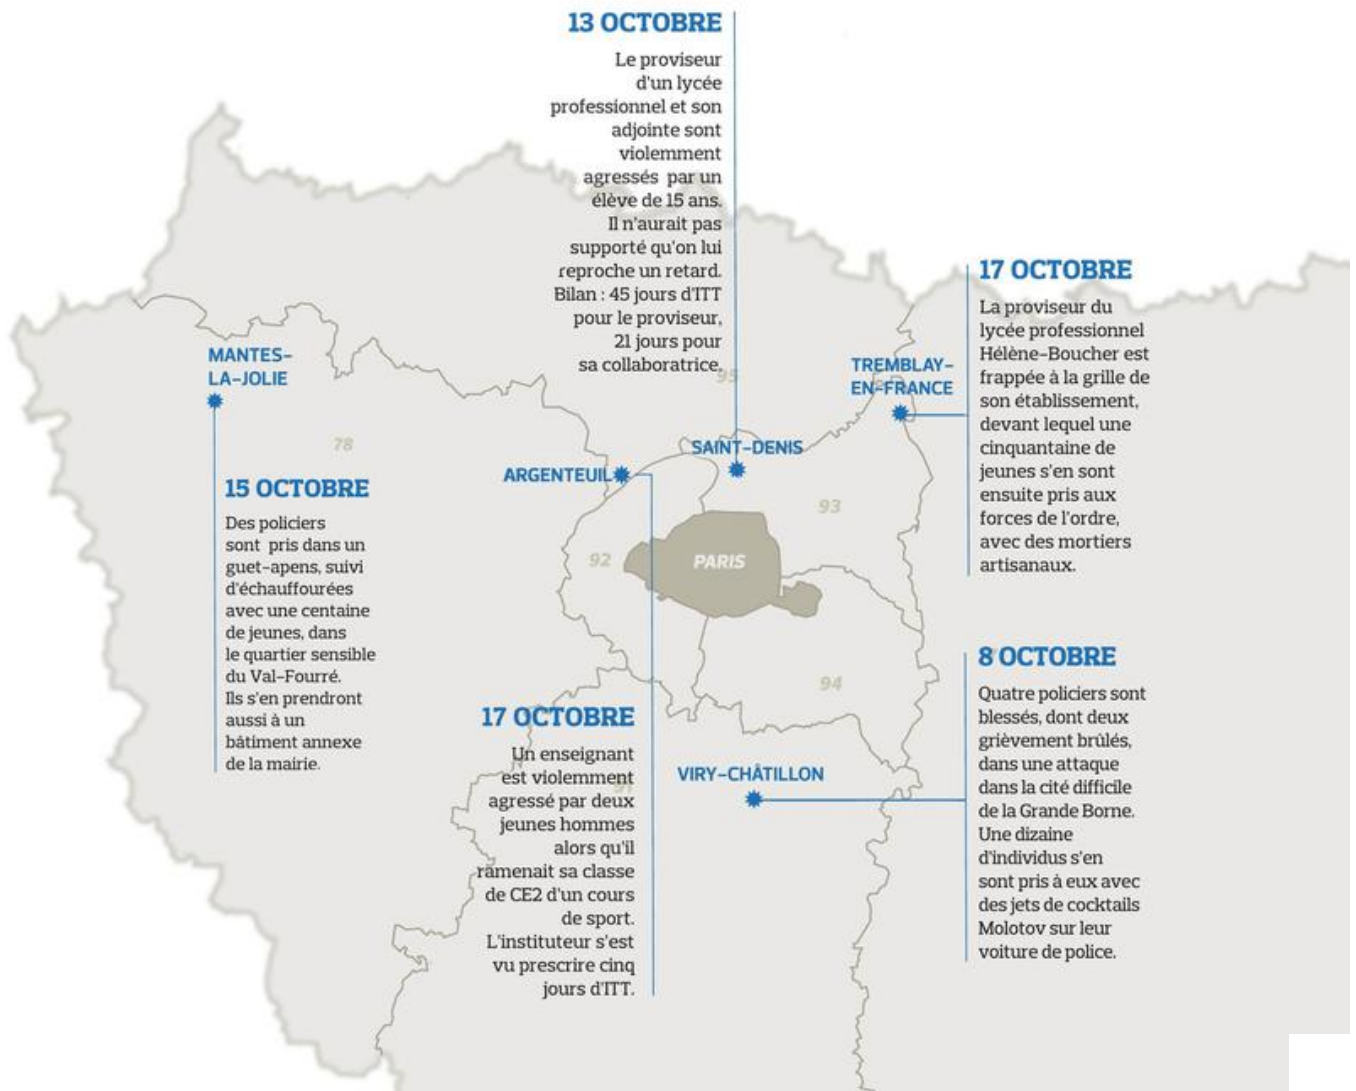 13 OCTOBRE
Le proviseur
d'un lycée
professionnel et son
adjointe sont
violemment
agressés par un
élève de 15 ans.
Il n'aurait pas
supporté qu'on lui
reproche un retard.
Bilan : 45 jours d'ITT
pour le proviseur,
21 jours pour
sa collaboratrice.
95
SAINT-DENIS
17 OCTOBRE
La proviseur du
lycée professionnel
Hélène-Boucher est
frappée à la grille de
son établissement,
devant lequel une
cinquantaine de
jeunes s'en sont
ensuite pris aux
forces de l'ordre,
avec des mortiers
artisanaux.
TREMBLAY-
EN-FRANCE
MANTES-
LA-JOLIE
78
15 OCTOBRE
Des policiers
sont pris dans un
guet-apens, suivi
d'échauffourées
avec une centaine
de jeunes, dans
le quartier sensible
du Val-Fourré.
Ils s'en prendront
aussi à un
bâtiment annexe
de la mairie.
ARGENTEUIL
93
92
PARIS
94
17 OCTOBRE
Un enseignant
est violemment
agressé par deux
jeunes hommes
alors qu'il
ramenait sa classe
de CE2 d'un cours
de sport.
L'instituteur s'est
vu prescrire cinq
jours d'ITT.
91
VIRY-CHÂTILLON
8 OCTOBRE
Quatre policiers sont
blessés, dont deux
grièvement brûlés,
dans une attaque
dans la cité difficile
de la Grande Borne.
Une dizaine
d'individus s'en
sont pris à eux avec
des jets de cocktails
Molotov sur leur
voiture de police.